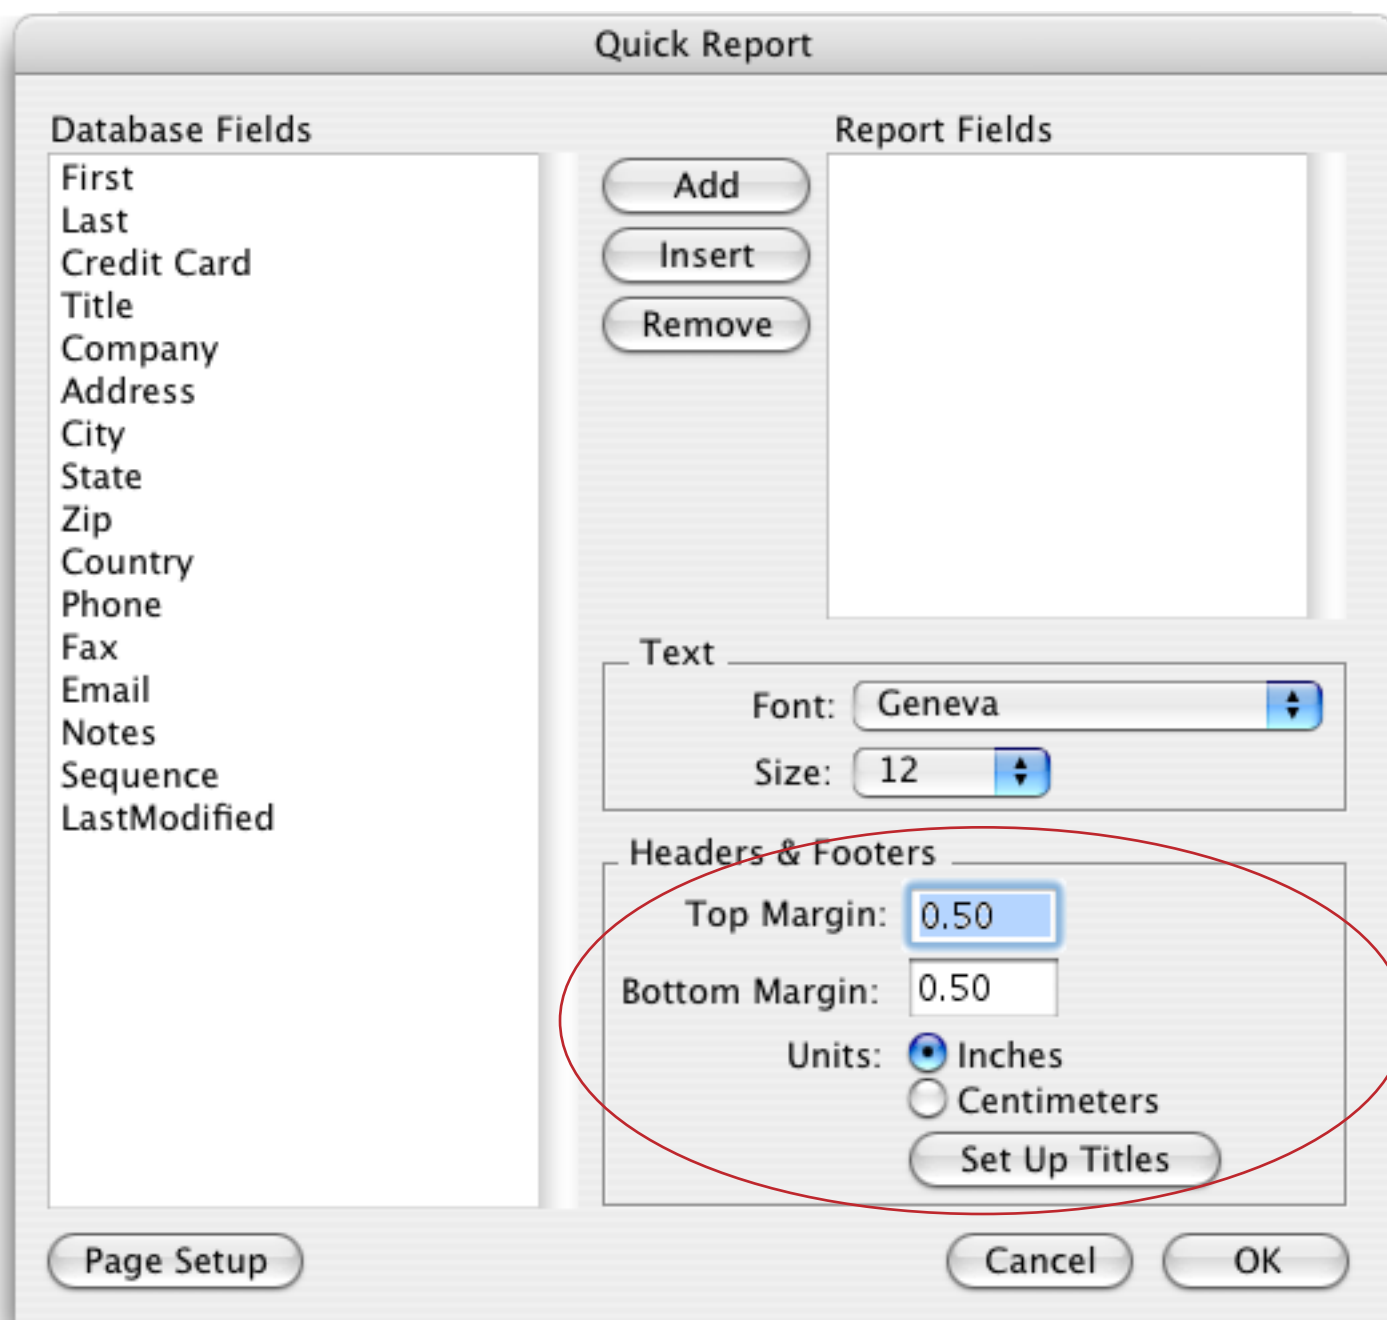 Quick Report
Database Fields
First
Last
Credit Card
Title
Company
Address
City
State
Zip
Country
Phone
Fax
Email
Notes
Sequence
LastModified
Add
Insert
Remove
Report Fields
Text
Font: Geneva
Size: 12
Headers & Footers
Top Margin: 0.50
Bottom Margin: 0.50
Units: Inches
Centimeters
Set Up Titles
Page Setup
Cancel
OK